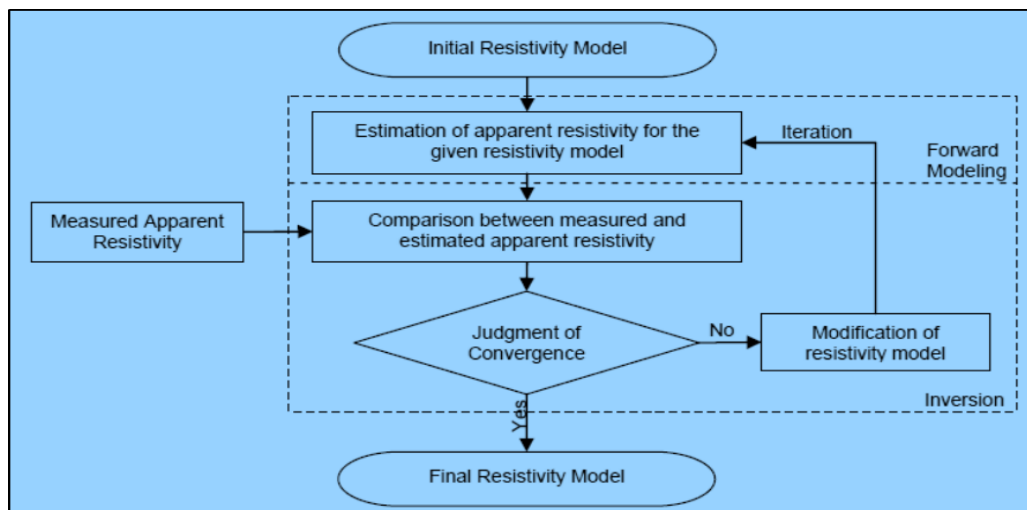 Initial Resistivity Model
Estimation of apparent resistivity for the
given resistivity model
Iteration
Forward
Modeling
Measured Apparent
Resistivity
Comparison between measured and
estimated apparent resistivity
Judgment of
Convergence
No
Modification of
resistivity model
Inversion
Yes
Final Resistivity Model